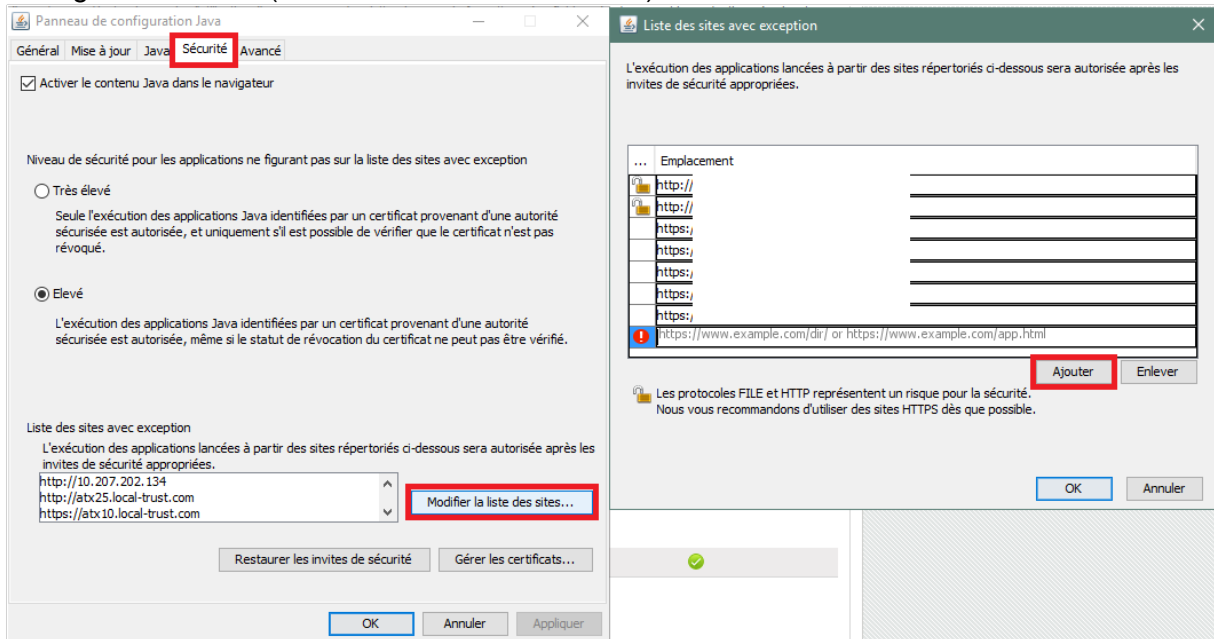 Panneau de configuration Java
Général Mise à jour Java Sécurité Avancé
Activer le contenu Java dans le navigateur
Niveau de sécurité pour les applications ne figurant pas sur la liste des sites avec exception
Très élevé
Seule l'exécution des applications Java identifiées par un certificat provenant d'une autorité
sécurisée est autorisée, et uniquement s'il est possible de vérifier que le certificat n'est pas
révoqué.
Elevé
L'exécution des applications Java identifiées par un certificat provenant d'une autorité
sécurisée est autorisée, même si le statut de révocation du certificat ne peut pas être vérifié.
Liste des sites avec exception
L'exécution des applications lancées à partir des sites répertoriés ci-dessous sera autorisée après les
invites de sécurité appropriées.
http://10.207.202.134
http://atx25.local-trust.com
https://atx10.local-trust.com
Modifier la liste des sites...
Restaurer les invites de sécurité
Gérer les certificats...
OK
Annuler
Appliquer
Liste des sites avec exception
L'exécution des applications lancées à partir des sites répertoriés ci-dessous sera autorisée après les
invites de sécurité appropriées.
... Emplacement
http://
http://
https:/
https:/
https:/
https:/
https:/
https://www.example.com/dir/ or https://www.example.com/app.html
Ajouter
Enlever
Les protocoles FILE et HTTP représentent un risque pour la sécurité.
Nous vous recommandons d'utiliser des sites HTTPS dès que possible.
OK
Annuler